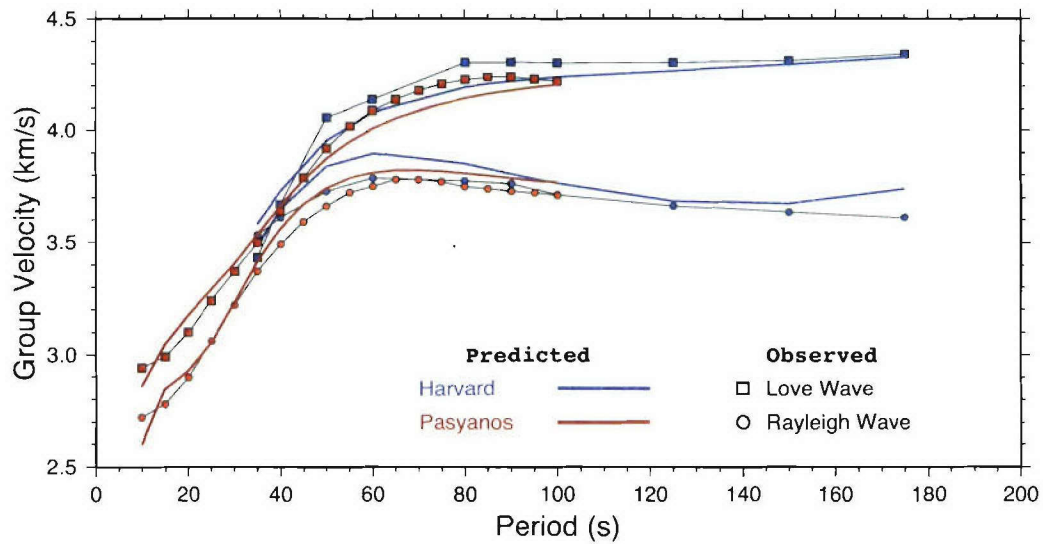 4.5
4.0
3.5
3.0
2.5
Group Velocity (km/s)
Predicted Observed
Harvard Love Wave
Pasyanos Rayleigh Wave
0 20 40 60 80 100 120 140 160 180 200
Period (s)